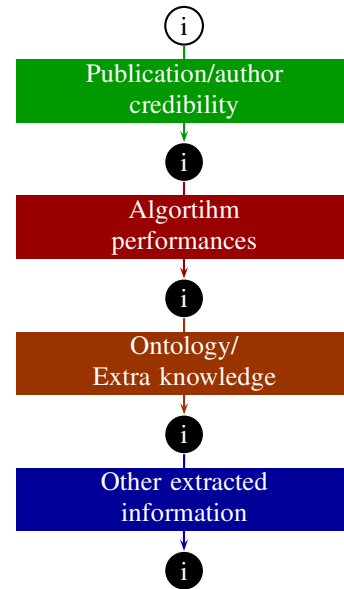 i
Publication/author
credibility
i
Algortihm
performances
i
Ontology/
Extra knowledge
i
Other extracted
information
i